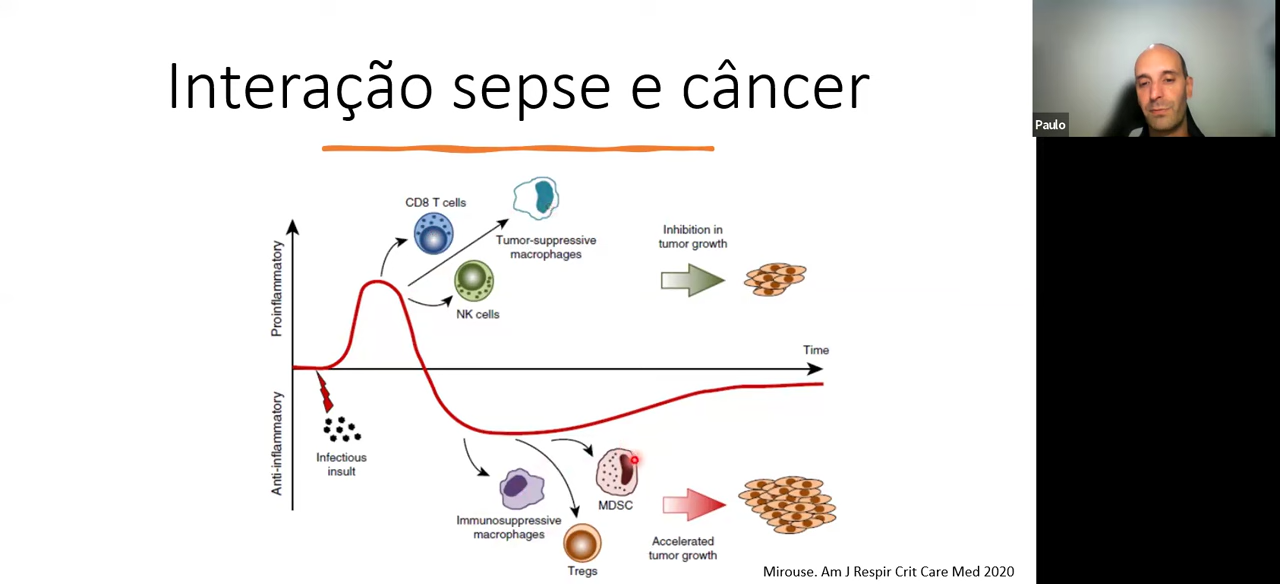 Interação sepse e câncer
Paulo
CD8 T cells
Tumor-suppressive
macrophages
NK cells
Inhibition in
tumor growth
Proinflammatory
Time
Anti-inflammatory
Infectious
insult
Immunosuppressive
macrophages
Tregs
MDSC
Accelerated
tumor growth
Mirouse. Am J Respir Crit Care Med 2020